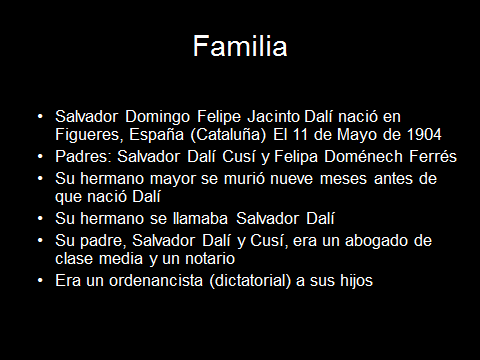 Familia
• Salvador Domingo Felipe Jacinto Dalí nació en
Figueres, España (Cataluña) El 11 de Mayo de 1904
• Padres: Salvador Dalí Cusí y Felipa Doménech Ferrés
• Su hermano mayor se murió nueve meses antes de
que nació Dalí
• Su hermano se llamaba Salvador Dalí
• Su padre, Salvador Dalí y Cusí, era un abogado de
clase media y un notario
• Era un ordenancista (dictatorial) a sus hijos